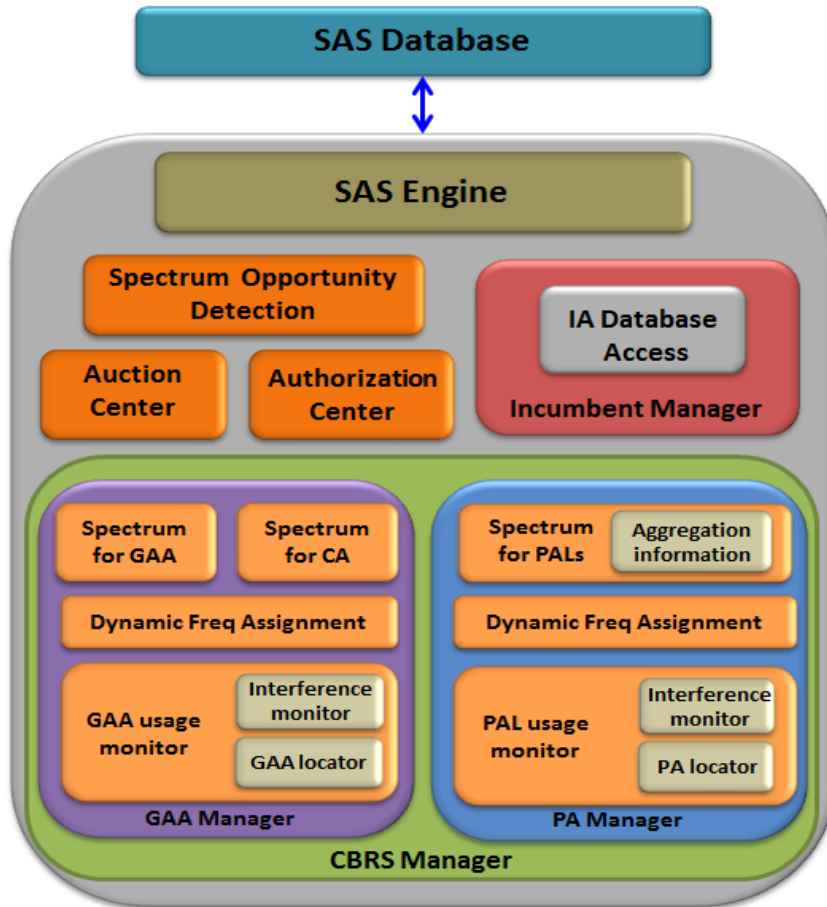 SAS Database
SAS Engine
Spectrum Opportunity
Detection
Auction
Center
Authorization
Center
IA Database
Access
Incumbent Manager
Spectrum
for GAA
Spectrum
for CA
Dynamic Freq Assignment
GAA usage
monitor
Interference
monitor
GAA locator
GAA Manager
Spectrum
for PALs
Aggregation
information
Dynamic Freq Assignment
PAL usage
monitor
Interference
monitor
PA locator
PA Manager
CBRS Manager